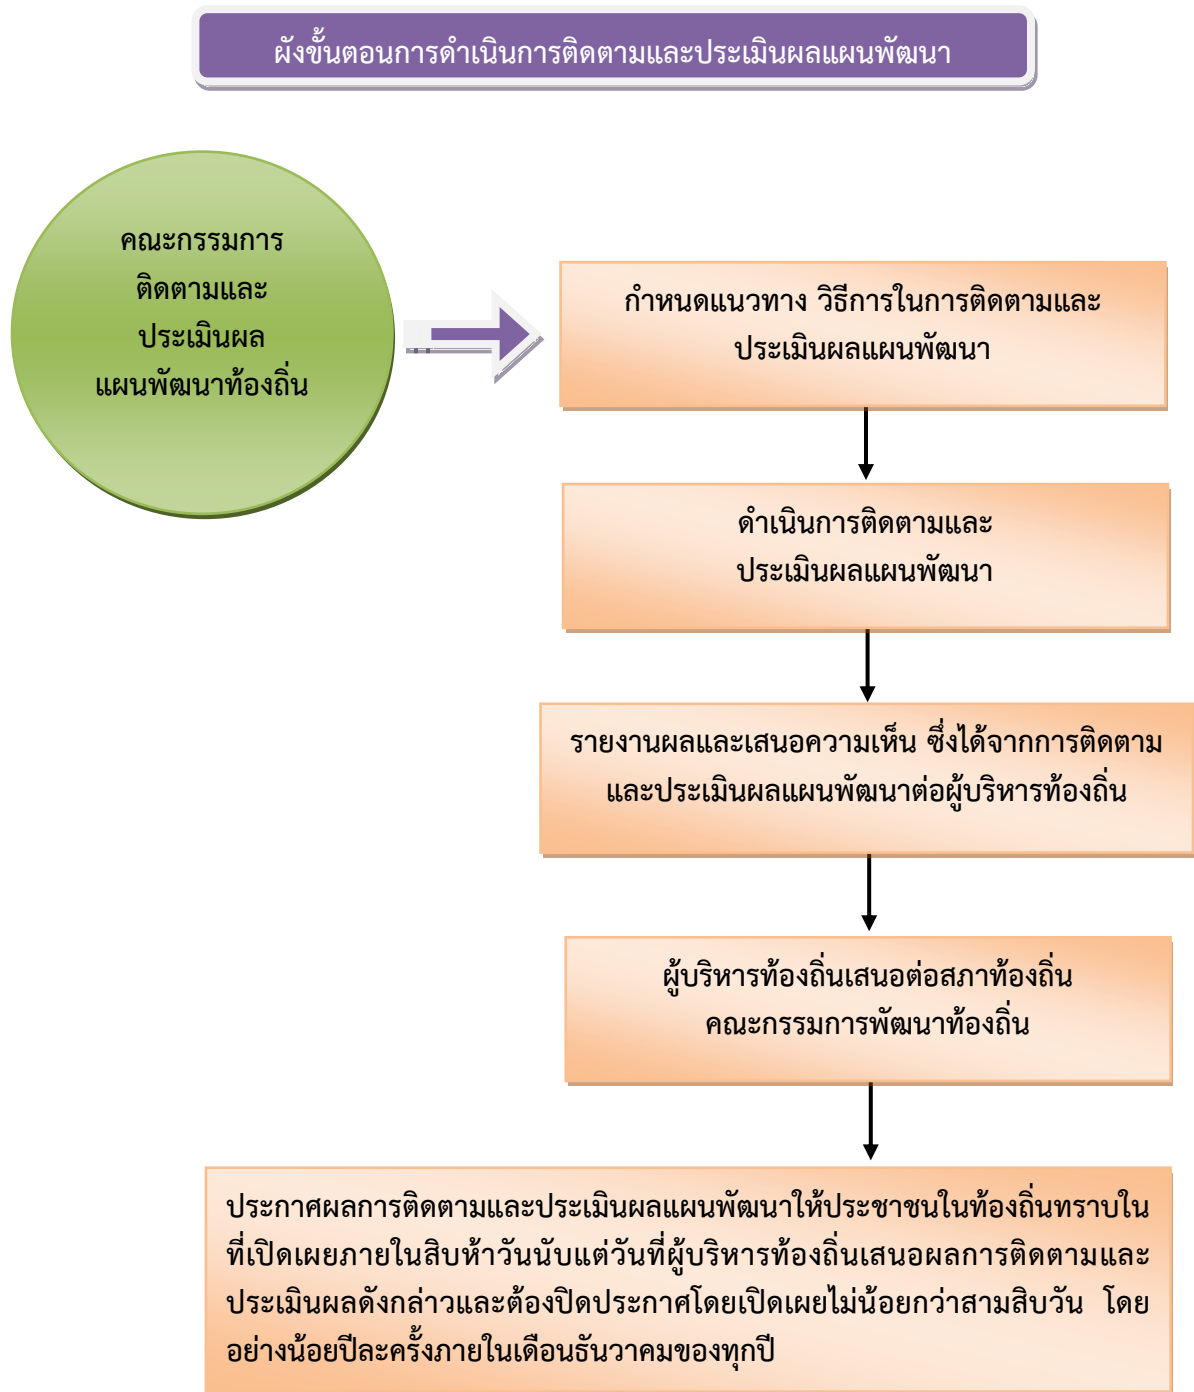 ผังขั้นตอนการดำเนินการติดตามและประเมินผลแผนพัฒนา
คณะกรรมการ
ติดตามและ
ประเมินผล
แผนพัฒนาท้องถิ่น
กำหนดแนวทาง วิธีการในการติดตามและ
ประเมินผลแผนพัฒนา
ดำเนินการติดตามและ
ประเมินผลแผนพัฒนา
รายงานผลและเสนอความเห็น ซึ่งได้จากการติดตาม
และประเมินผลแผนพัฒนาต่อผู้บริหารท้องถิ่น
ผู้บริหารท้องถิ่นเสนอต่อสภาท้องถิ่น
คณะกรรมการพัฒนาท้องถิ่น
ประกาศผลการติดตามและประเมินผลแผนพัฒนาให้ประชาชนในท้องถิ่นทราบใน
ที่เปิดเผยภายในสิบห้าวันนับแต่วันที่ผู้บริหารท้องถิ่นเสนอผลการติดตามและ
ประเมินผลดังกล่าวและต้องปิดประกาศโดยเปิดเผยไม่น้อยกว่าสามสิบวัน โดย
อย่างน้อยปีละครั้งภายในเดือนธันวาคมของทุกปี